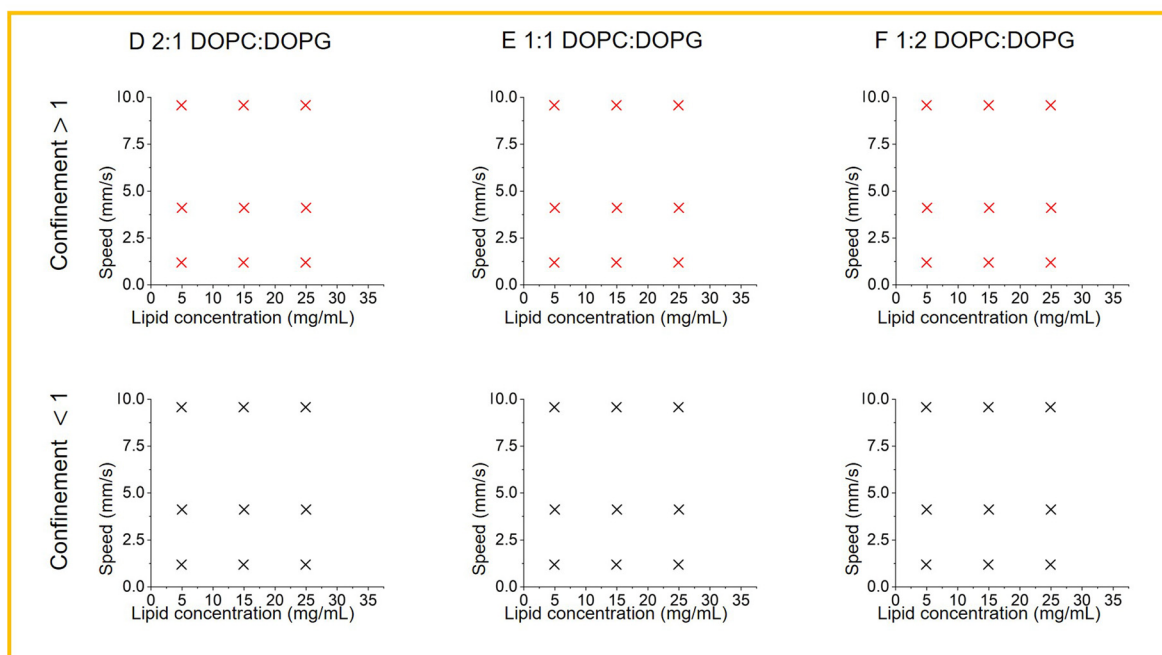 D 2:1 DOPC:DOPG
E 1:1 DOPC:DOPG
F 1:2 DOPC:DOPG
Confinement > 1
Speed (mm/s)
10.0
7.5
5.0
2.5
0.0
0 5 10 15 20 25 30 35
Lipid concentration (mg/mL)
Speed (mm/s)
10.0
7.5
5.0
2.5
0.0
0 5 10 15 20 25 30 35
Lipid concentration (mg/mL)
Speed (mm/s)
10.0
7.5
5.0
2.5
0.0
0 5 10 15 20 25 30 35
Lipid concentration (mg/mL)
Confinement < 1
Speed (mm/s)
10.0
7.5
5.0
2.5
0.0
0 5 10 15 20 25 30 35
Lipid concentration (mg/mL)
Speed (mm/s)
10.0
7.5
5.0
2.5
0.0
0 5 10 15 20 25 30 35
Lipid concentration (mg/mL)
Speed (mm/s)
10.0
7.5
5.0
2.5
0.0
0 5 10 15 20 25 30 35
Lipid concentration (mg/mL)